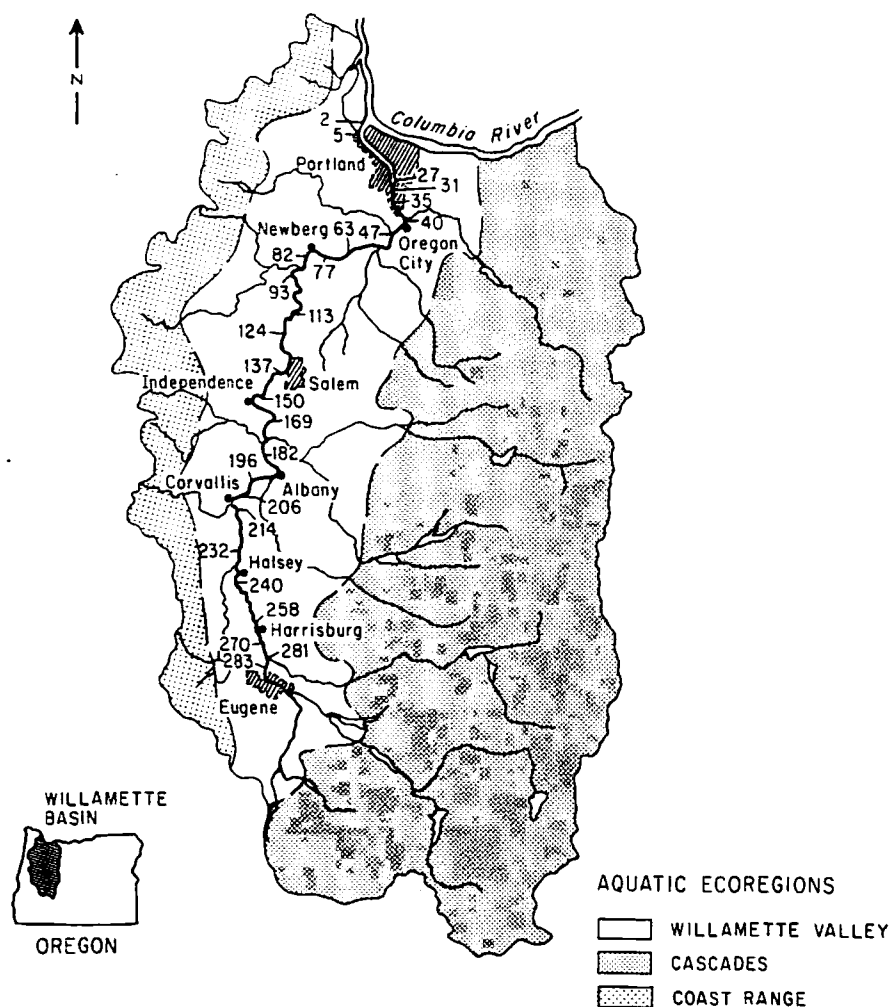 N
Columbia River
2
5
Portland
27
31
35
40
Newberg 63
47
Oregon
City
82
77
93
113
124
137
Independence
Salem
150
169
182
196
Corvallis
Albany
206
214
232
Halsey
240
258
Harrisburg
270
281
283
Eugene
WILLAMETTE
BASIN
OREGON
AQUATIC ECOREGIONS
WILLAMETTE VALLEY
CASCADES
COAST RANGE